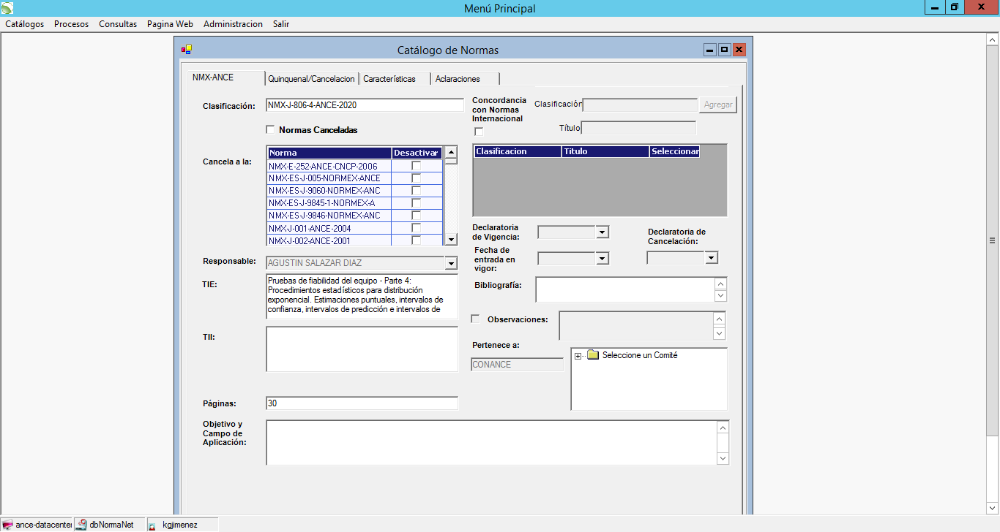 Menú Principal
Catálogos Procesos Consultas Pagina Web Administracion Salir
Catálogo de Normas
NMX-ANCE Quinquenal/Cancelacion Características Aclaraciones
Clasificación: NMX-J-806-4-ANCE-2020
Normas Canceladas
Cancela a la:
Norma Desactivar
NMX-E-252-ANCE-CNCP-2006
NMX-ES-J-005-NORMEX-ANCE
NMX-ES-J-9060-NORMEX-ANC
NMX-ES-J-9845-1-NORMEX-A
NMX-ES-J-9846-NORMEX-ANC
NMX-J-001-ANCE-2004
NMX-J-002-ANCE-2001
Responsable: AGUSTIN SALAZAR DIAZ
TIE:
Pruebas de fiabilidad del equipo - Parte 4:
Procedimientos estadísticos para distribución
exponencial. Estimaciones puntuales, intervalos de
confianza, intervalos de predicción e intervalos de
TII:
Páginas: 30
Objetivo y
Campo de
Aplicación:
Concordancia
con Normas
Internacional
Clasificación Agregar
Título
Clasificacion Titulo Seleccionar
Declaratoria
de Vigencia:
Declaratoria de
Cancelación:
Fecha de
entrada en
vigor:
Bibliografía:
Observaciones:
Pertenece a:
CONANCE
Seleccione un Comité
ance-datacenter dbNormaNet kgjimenez